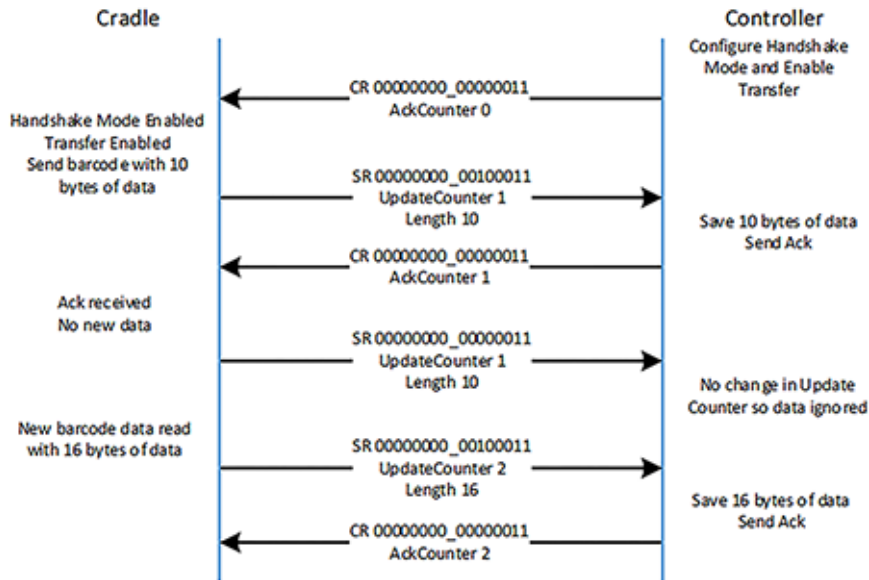 Cradle
Controller
Configure Handshake
Mode and Enable
Transfer
CR 00000000_00000011
AckCounter 0
Handshake Mode Enabled
Transfer Enabled
Send barcode with 10
bytes of data
SR 00000000_00100011
UpdateCounter 1
Length 10
Save 10 bytes of data
Send Ack
CR 00000000_00000011
AckCounter 1
Ack received
No new data
SR 00000000_00000011
UpdateCounter 1
Length 10
No change in Update
Counter so data ignored
New barcode data read
with 16 bytes of data
SR 00000000_00100011
UpdateCounter 2
Length 16
Save 16 bytes of data
Send Ack
CR 00000000_00000011
AckCounter 2